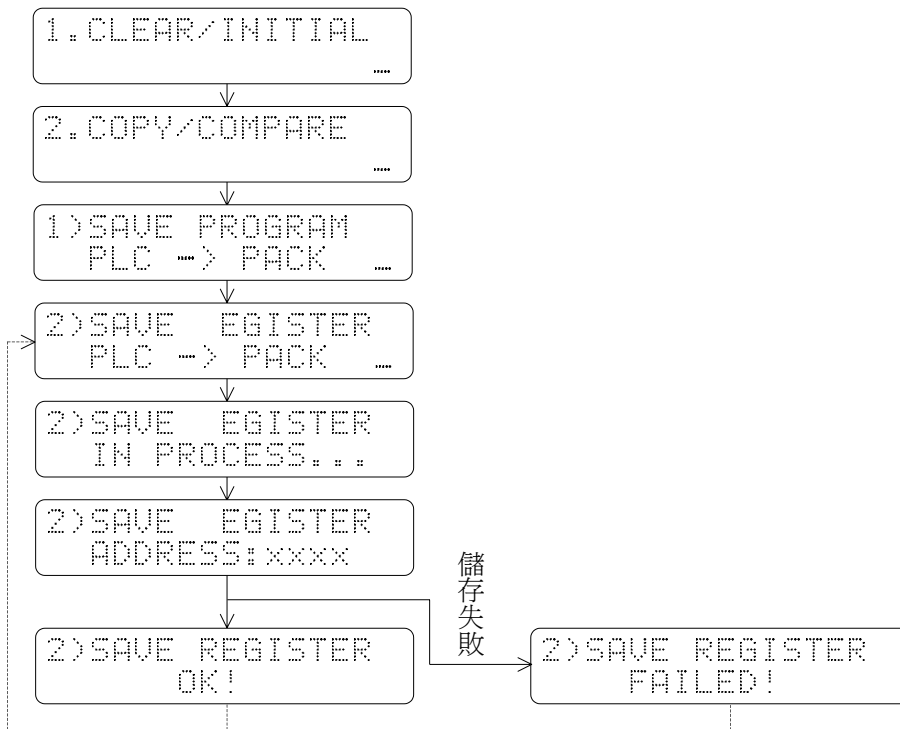 1.CLEAR/INITIAL
.....
2.COPY/COMPARE
.....
1)SAVE PROGRAM
PLC -> PACK .....
2)SAVE  EGISTER
PLC -> PACK .....
2)SAVE  EGISTER
IN PROCESS...
2)SAVE  EGISTER
ADDRESS:xxxx
儲存失敗
2)SAVE REGISTER
OK!
2)SAVE REGISTER
FAILED!